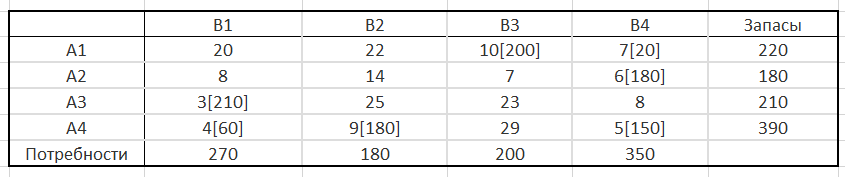 B1 B2 B3 B4 Запасы
A1 20 22 10[200] 7[20] 220
A2 8 14 7 6[180] 180
A3 3[210] 25 23 8 210
A4 4[60] 9[180] 29 5[150] 390
Потребности 270 180 200 350